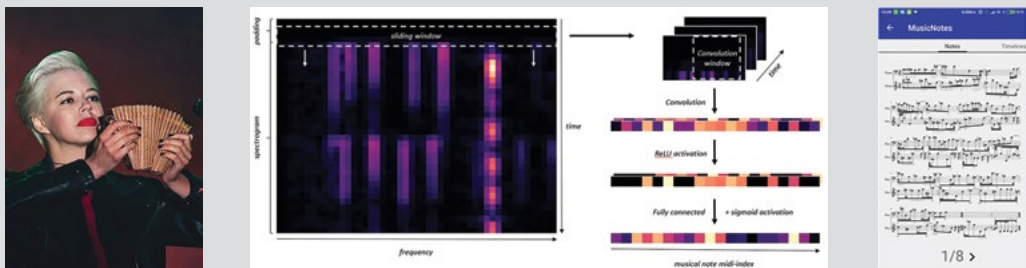 padding
sliding window
spectrogram
time
frequency
Convolution
window
time
Convolution
ReLU activation
Fully connected + sigmoid activation
musical note midi-index
MusicNotes
Notes Timeline
1/8 >